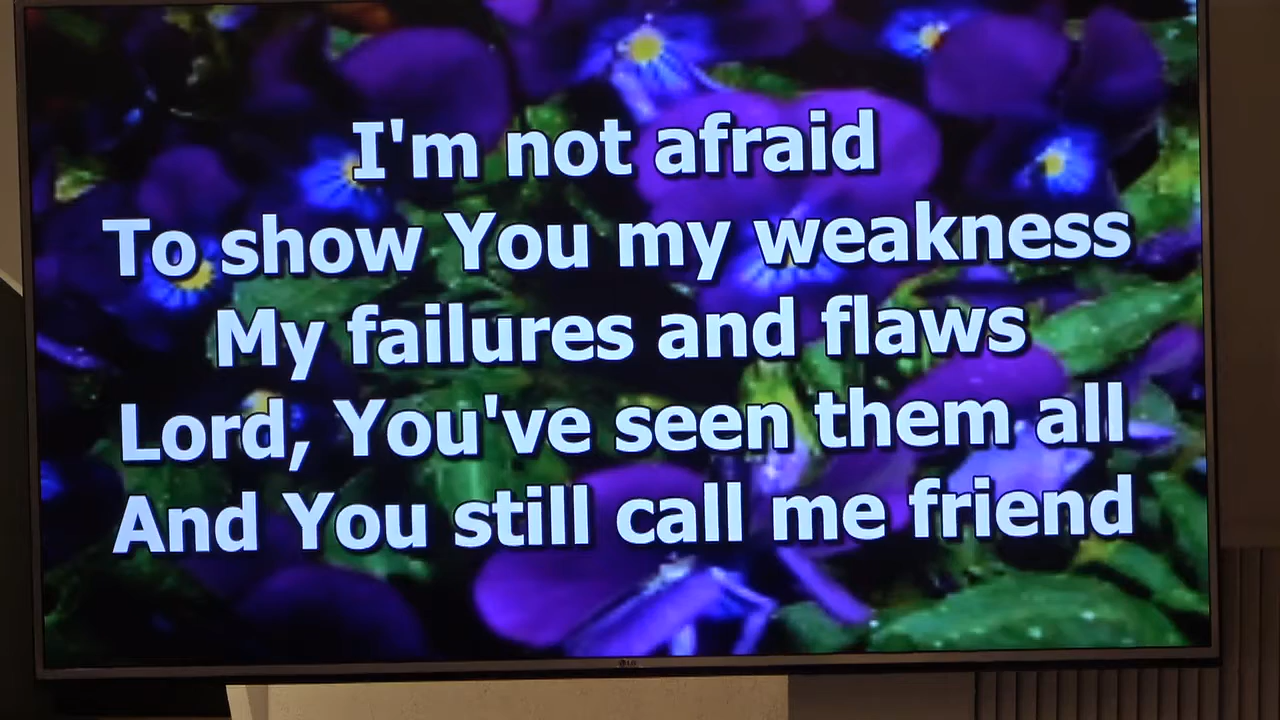 I'm not afraid
To show You my weakness
My failures and flaws
Lord, You've seen them all
And You still call me friend
LG